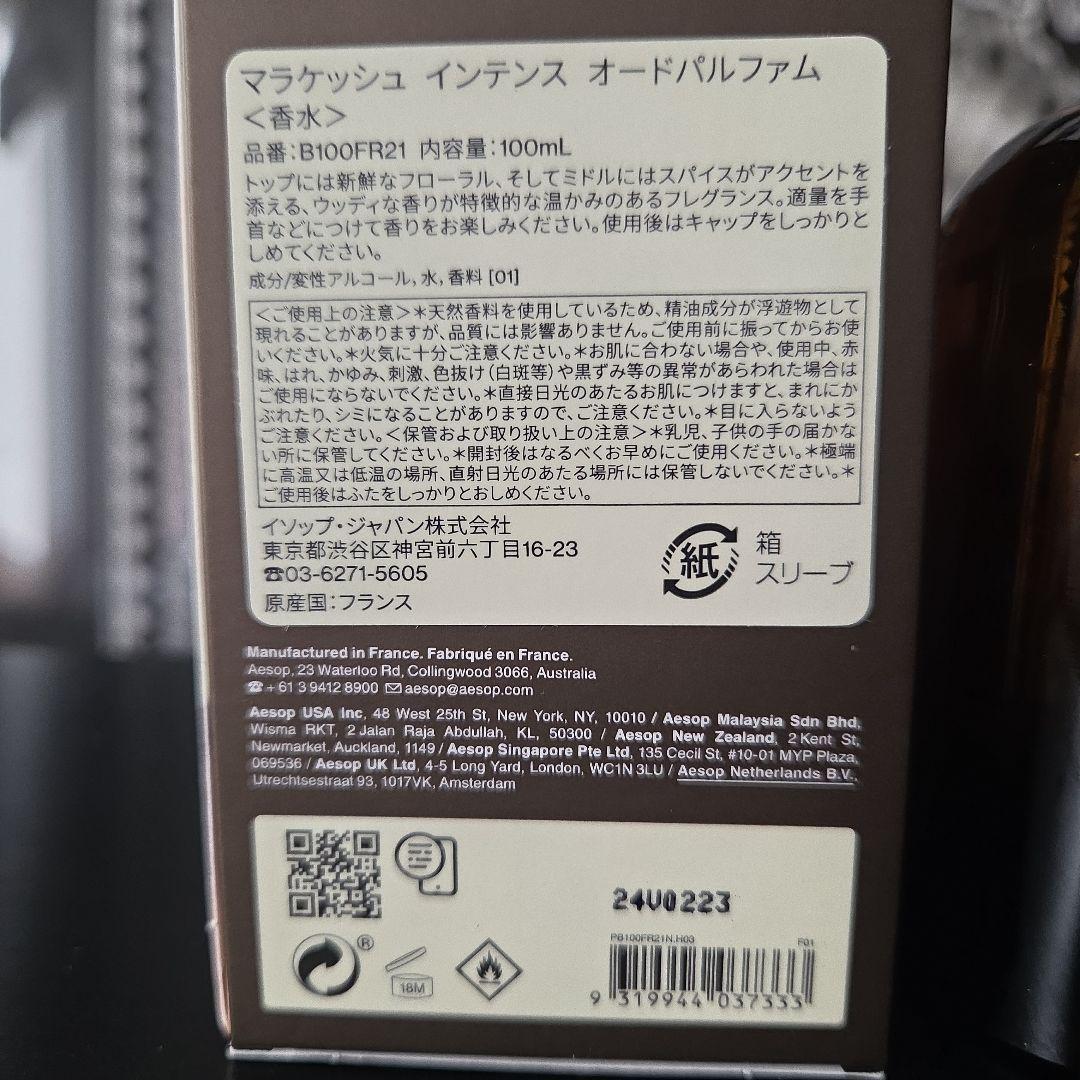 マラケッシュ インテンス オードパルファム
＜香水＞
品番：B100FR21 内容量：100mL
トップには新鮮なフローラル、そしてミドルにはスパイスがアクセントを
添える、ウッディな香りが特徴的な温かみのあるフレグランス。適量を手
首などにつけて香りをお楽しみください。使用後はキャップをしっかりと
しめてください。
成分/変性アルコール, 水, 香料 [01]
＜ご使用上の注意＞＊天然香料を使用しているため、精油成分が浮遊物として
現れることがありますが、品質には影響ありません。ご使用前に振ってからお使
いください。＊火気に十分ご注意ください。＊お肌に合わない場合や、使用中、赤
味、はれ、かゆみ、刺激、色抜け（白斑等）や黒ずみ等の異常があらわれた場合は
ご使用にならないでください。＊直接日光のあたるお肌につけますと、まれにか
ぶれたり、シミになることがありますので、ご注意ください。＊目に入らないよう
ご注意ください。＜保管および取り扱い上の注意＞＊乳児、子供の手の届かな
い所に保管してください。＊開封後はなるべくお早めにご使用ください。＊極端
に高温又は低温の場所、直射日光のあたる場所には保管しないでください。＊
ご使用後はふたをしっかりとおしめください。
イソップ・ジャパン株式会社
東京都渋谷区神宮前六丁目16-23
☎03-6271-5605
原産国：フランス
紙
箱
スリーブ
Manufactured in France. Fabriqué en France.
Aesop, 23 Waterloo Rd, Collingwood 3066, Australia
☎ + 61 3 9412 8900 ✉ aesop@aesop.com
Aesop USA Inc, 48 West 25th St, New York, NY, 10010 / Aesop Malaysia Sdn Bhd,
Wisma RKT, 2 Jalan Raja Abdullah, KL, 50300 / Aesop New Zealand, 2 Kent St,
Newmarket, Auckland, 1149 / Aesop Singapore Pte Ltd, 135 Cecil St, #10-01 MYP Plaza,
069536 / Aesop UK Ltd, 4-5 Long Yard, London, WC1N 3LU / Aesop Netherlands B.V.,
Utrechtsestraat 93, 1017VK, Amsterdam
24V0223
PB100FR21N.H03 F01
®
18M
9 319944 037333